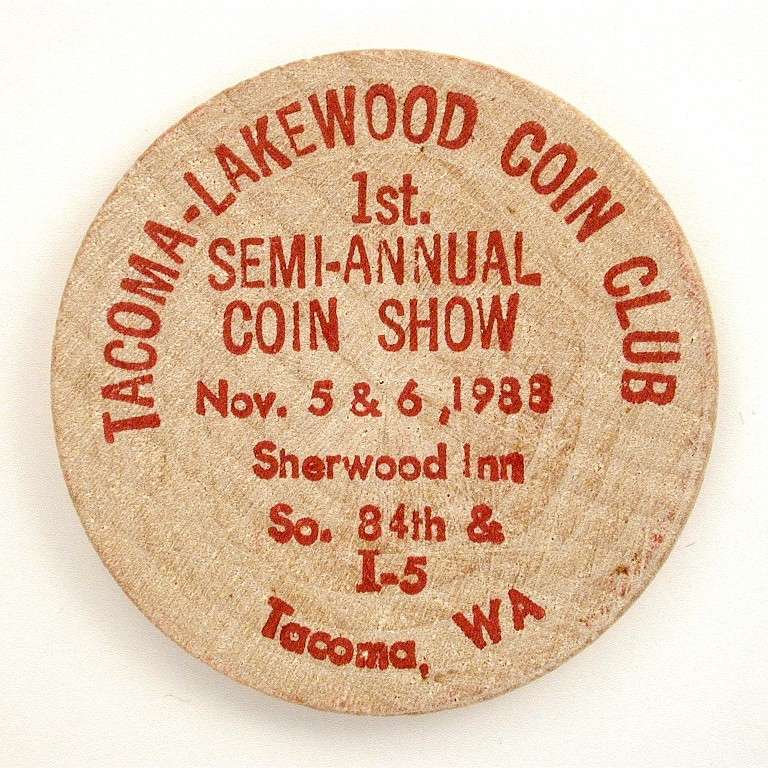 TACOMA-LAKEWOOD COIN CLUB
1st.
SEMI-ANNUAL
COIN SHOW
Nov. 5 & 6, 1988
Sherwood Inn
So. 84th &
I-5
Tacoma, WA